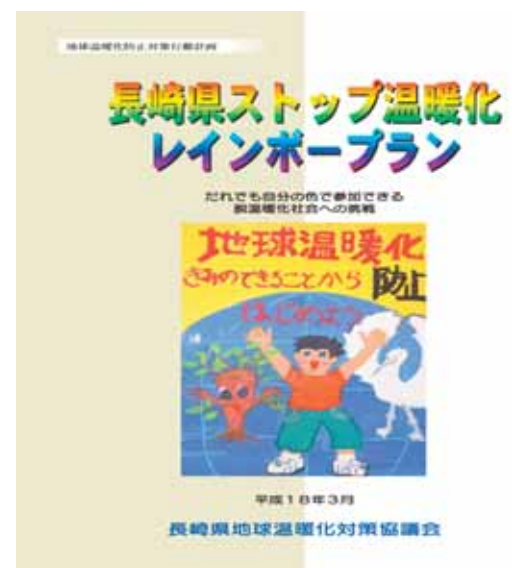 地球温暖化防止対策行動計画
長崎県ストップ温暖化
レインボープラン
だれでも自分の色で参加できる
脱温暖化社会への挑戦
地球温暖化
きみのできることから 防止
はじめよう
平成18年3月
長崎県地球温暖化対策協議会